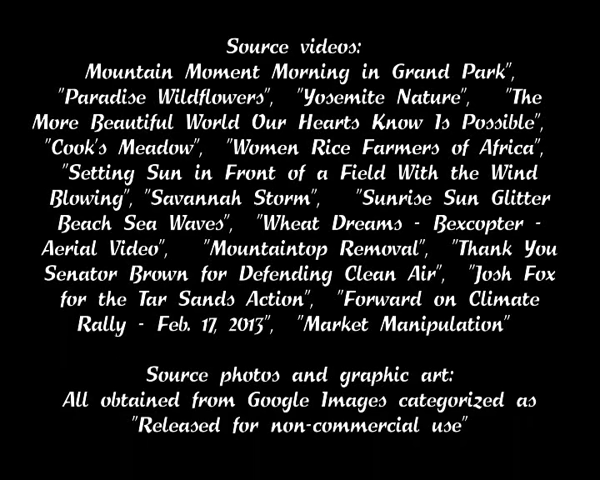 Source videos:
Mountain Moment Morning in Grand Park",
"Paradise Wildflowers", "Yosemite Nature", "The
More Beautiful World Our Hearts Know Is Possible",
"Cook's Meadow", "Women Rice Farmers of Africa",
"Setting Sun in Front of a Field With the Wind
Blowing", "Savannah Storm", "Sunrise Sun Glitter
Beach Sea Waves", "Wheat Dreams - Bexcopter -
Aerial Video", "Mountaintop Removal", "Thank You
Senator Brown for Defending Clean Air", "Josh Fox
for the Tar Sands Action", "Forward on Climate
Rally - Feb. 17, 2013", "Market Manipulation"
Source photos and graphic art:
All obtained from Google Images categorized as
"Released for non-commercial use"